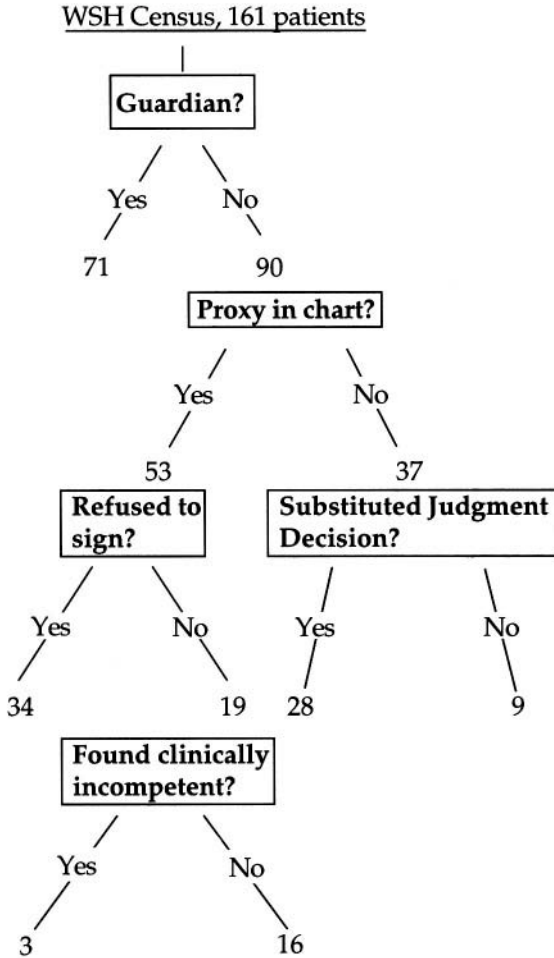 WSH Census, 161 patients
Guardian?
Yes No
71 90
Proxy in chart?
Yes No
53 37
Refused to
sign?
Substituted Judgment
Decision?
Yes No Yes No
34 19 28 9
Found clinically
incompetent?
Yes No
3 16